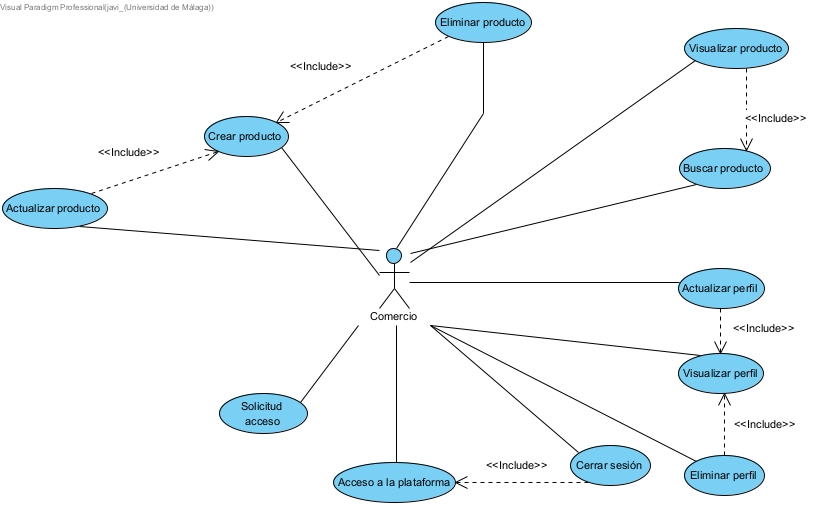 Visual Paradigm Professional(javi_(Universidad de Málaga))
Eliminar producto
Visualizar producto
<<Include>>
<<Include>>
Crear producto
<<Include>>
Buscar producto
Actualizar producto
Actualizar perfil
Comercio
<<Include>>
Visualizar perfil
Solicitud
acceso
<<Include>>
Cerrar sesión
<<Include>>
Acceso a la plataforma
Eliminar perfil